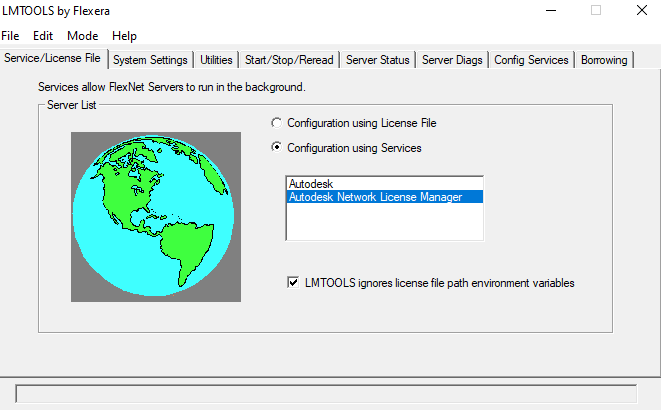 LMTOOLS by Flexera
File Edit Mode Help
Service/License File System Settings Utilities Start/Stop/Reread Server Status Server Diags Config Services Borrowing
Services allow FlexNet Servers to run in the background.
Server List
Configuration using License File
Configuration using Services
Autodesk
Autodesk Network License Manager
LMTOOLS ignores license file path environment variables